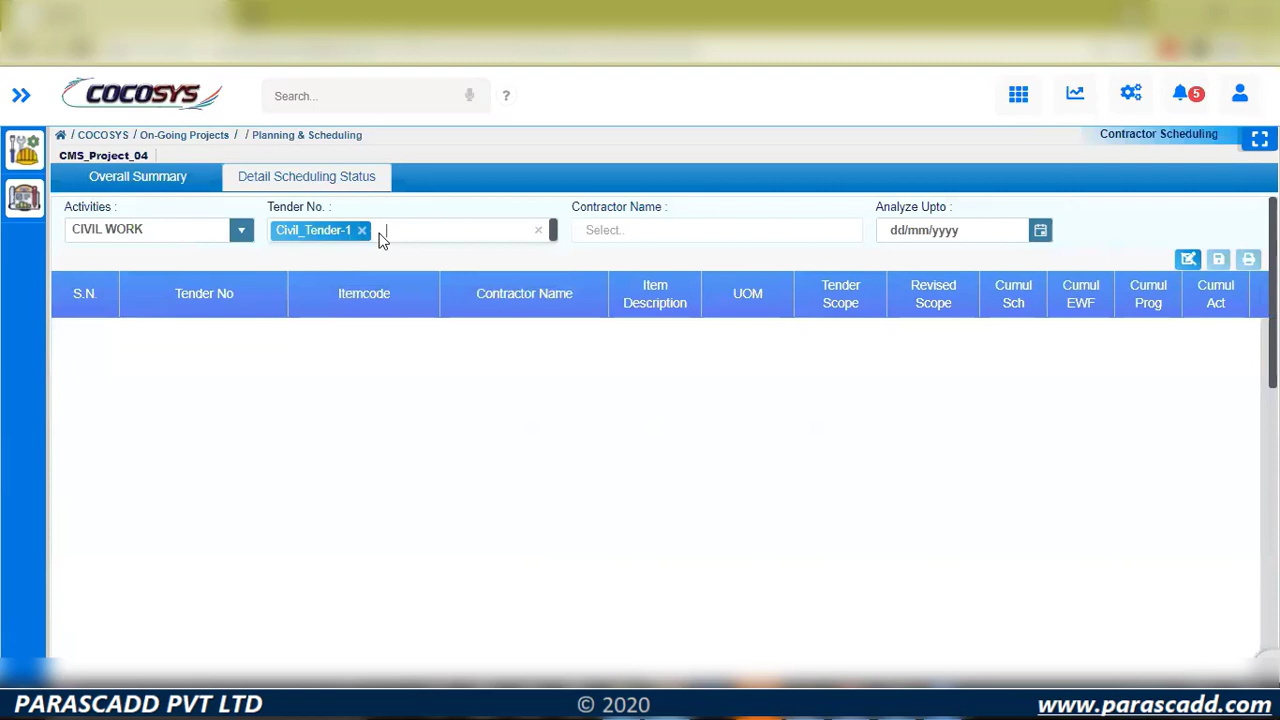 COCOSYS
Search...
?
5
/ COCOSYS / On-Going Projects / / Planning & Scheduling
Contractor Scheduling
CMS_Project_04
Overall Summary
Detail Scheduling Status
Activities :
Tender No. :
Contractor Name :
Analyze Upto :
CIVIL WORK
Civil_Tender-1 ×
×
Select..
dd/mm/yyyy
S.N.
Tender No
Itemcode
Contractor Name
Item
Description
UOM
Tender
Scope
Revised
Scope
Cumul
Sch
Cumul
EWF
Cumul
Prog
Cumul
Act
PARASCADD PVT LTD
© 2020
www.parascadd.com